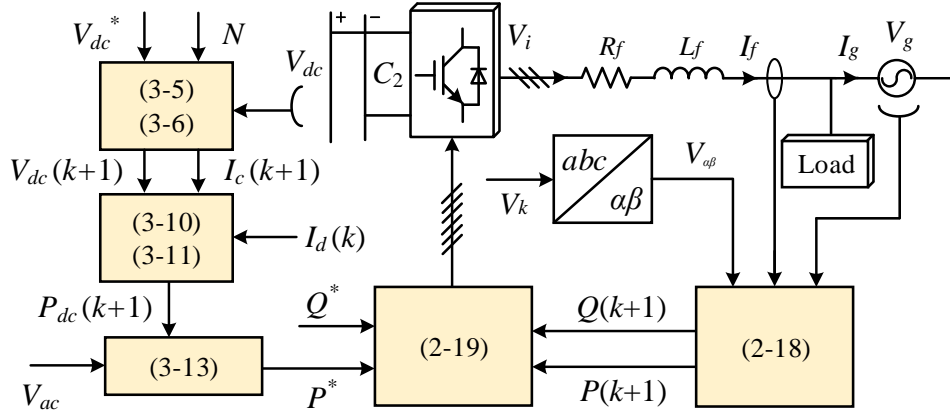 V_dc^*
N
V_dc
+
−
C_2
V_i
R_f
L_f
I_f
I_g
V_g
(3-5)
(3-6)
V_dc(k+1)
I_c(k+1)
abc
αβ
V_αβ
Load
V_k
(3-10)
(3-11)
I_d(k)
P_dc(k+1)
Q^*
(2-19)
Q(k+1)
(2-18)
(3-13)
V_ac
P^*
P(k+1)